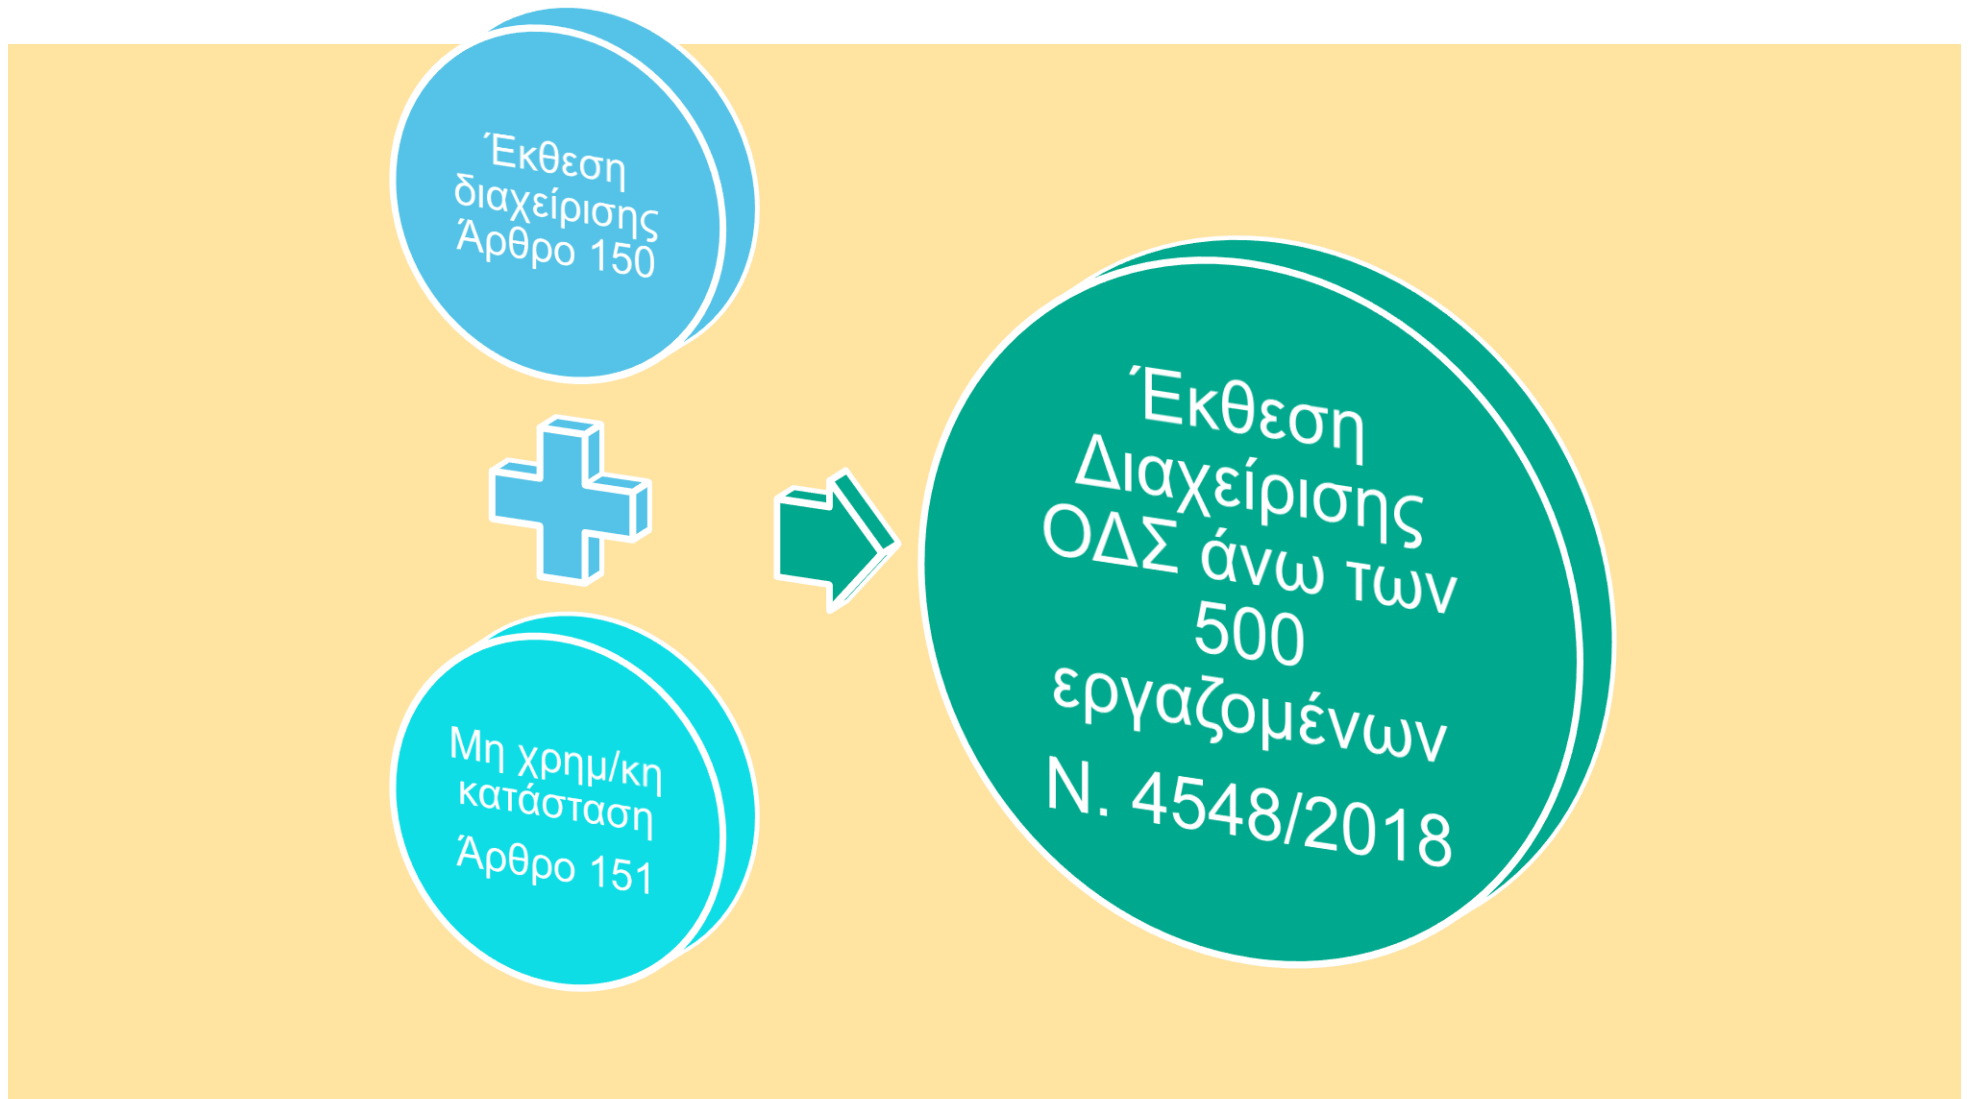 Έκθεση
διαχείρισης
Άρθρο 150
Μη χρημ/κη
κατάσταση
Άρθρο 151
Έκθεση
Διαχείρισης
ΟΔΣ άνω των
500
εργαζομένων
Ν. 4548/2018